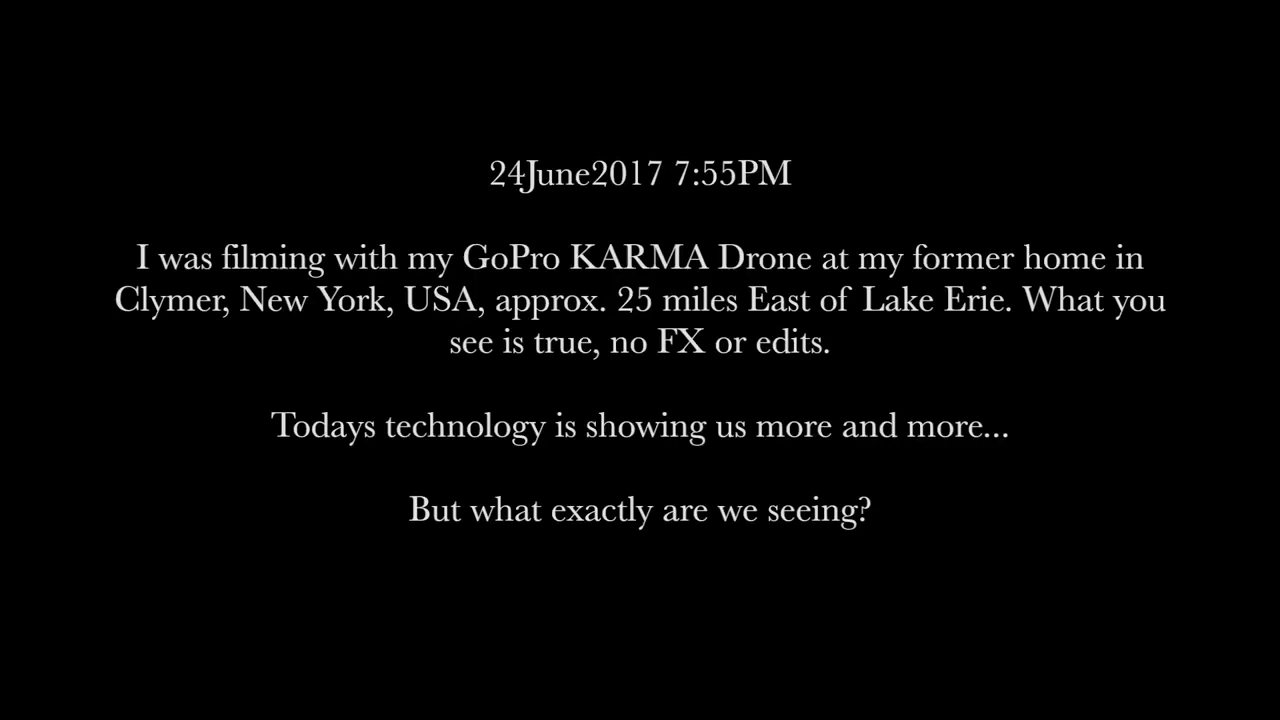 24June2017 7:55PM
I was filming with my GoPro KARMA Drone at my former home in
Clymer, New York, USA, approx. 25 miles East of Lake Erie. What you
see is true, no FX or edits.
Todays technology is showing us more and more...
But what exactly are we seeing?